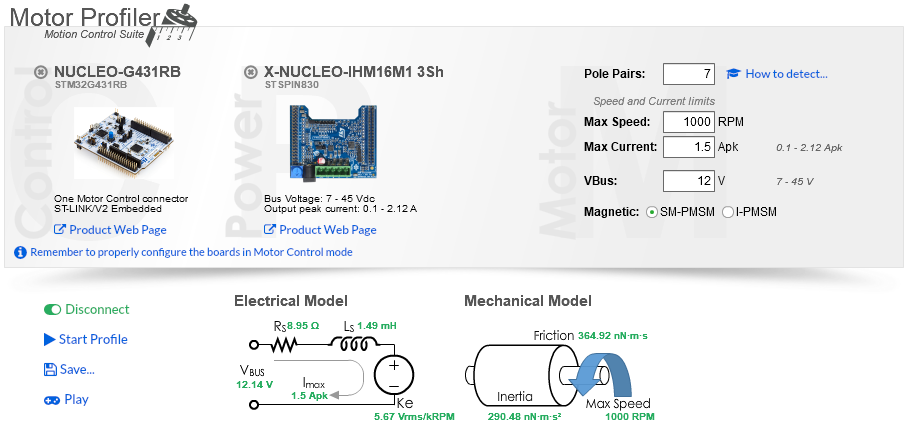 Motor Profiler
Motion Control Suite
1 2 3
Control
NUCLEO-G431RB
STM32G431RB
One Motor Control connector
ST-LINK/V2 Embedded
Product Web Page
Power
X-NUCLEO-IHM16M1 3Sh
STSPIN830
Bus Voltage: 7 - 45 Vdc
Output peak current: 0.1 - 2.12 A
Product Web Page
Motor
Pole Pairs: 7 How to detect...
Speed and Current limits
Max Speed: 1000 RPM
Max Current: 1.5 Apk 0.1 - 2.12 Apk
VBus: 12 V 7 - 45 V
Magnetic: SM-PMSM I-PMSM
Remember to properly configure the boards in Motor Control mode
Disconnect
Start Profile
Save...
Play
Electrical Model
Rs 8.95 Ω Ls 1.49 mH
VBUS
12.14 V
Imax
1.5 Apk
Ke
5.67 Vrms/kRPM
Mechanical Model
Friction 364.92 nN·m·s
Inertia
290.48 nN·m·s²
Max Speed
1000 RPM